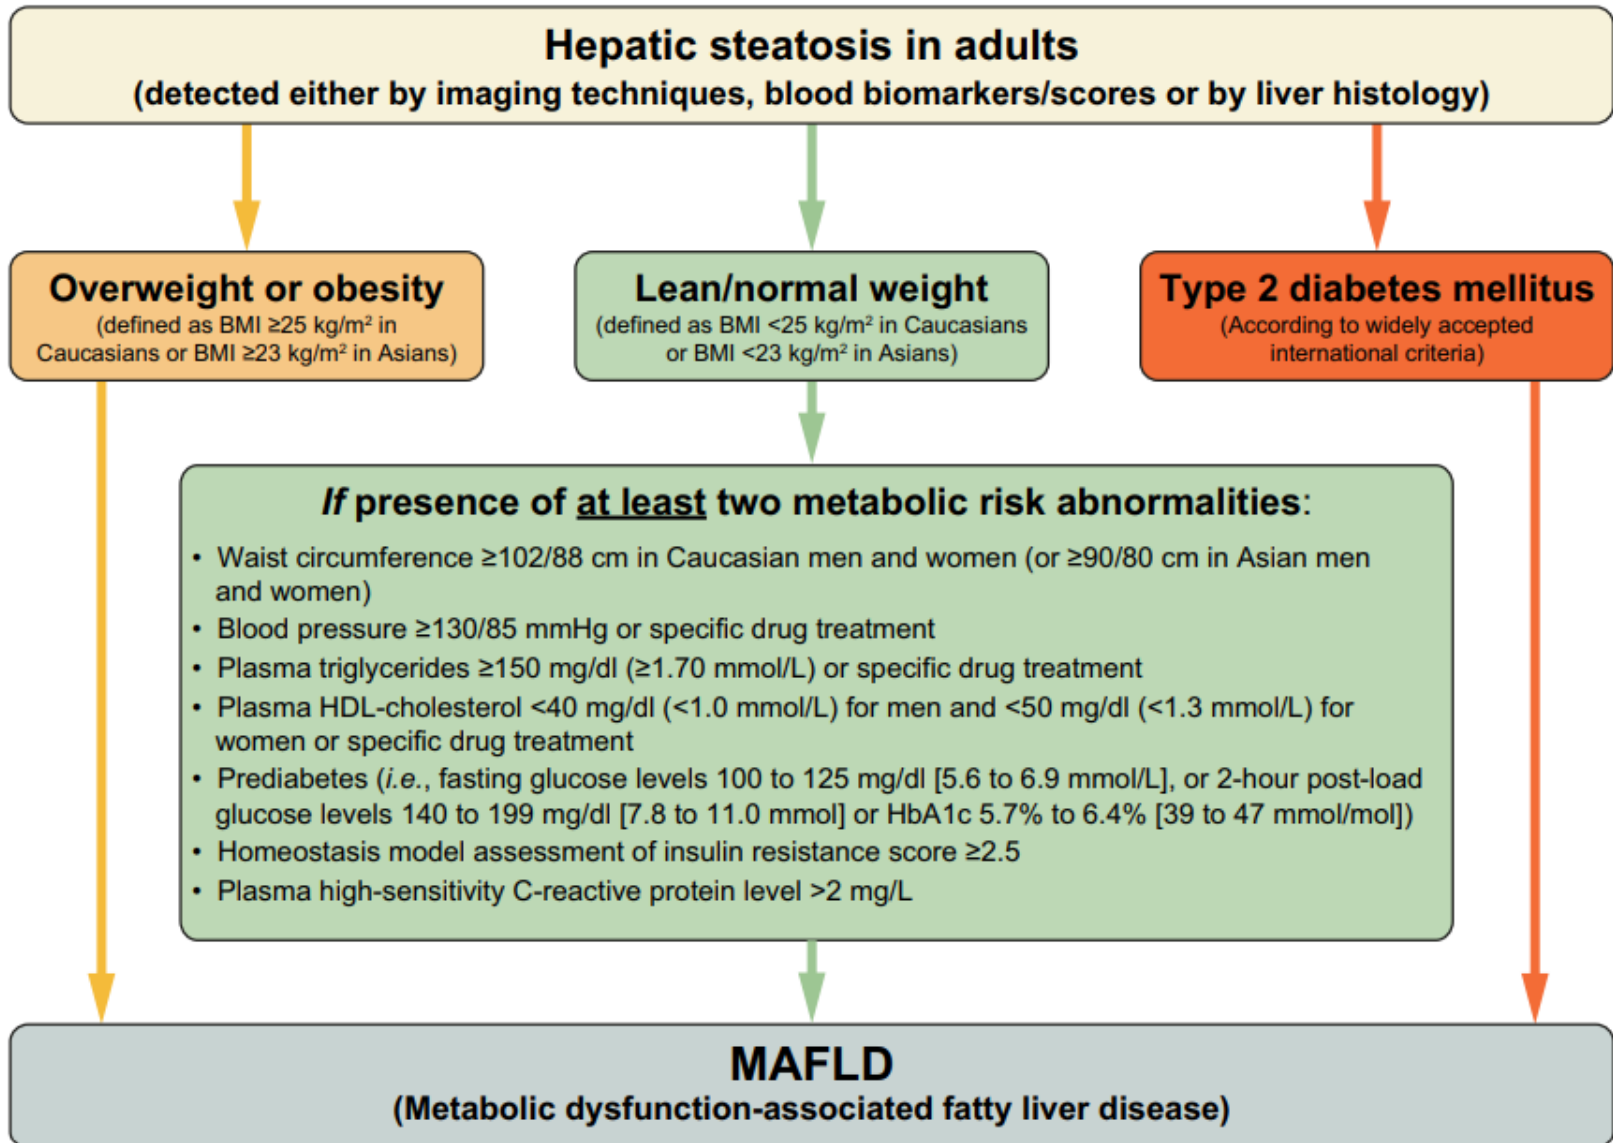 Hepatic steatosis in adults
(detected either by imaging techniques, blood biomarkers/scores or by liver histology)
Overweight or obesity
(defined as BMI ≥25 kg/m² in
Caucasians or BMI ≥23 kg/m² in Asians)
Lean/normal weight
(defined as BMI <25 kg/m² in Caucasians
or BMI <23 kg/m² in Asians)
Type 2 diabetes mellitus
(According to widely accepted
international criteria)
If presence of at least two metabolic risk abnormalities:
• Waist circumference ≥102/88 cm in Caucasian men and women (or ≥90/80 cm in Asian men
and women)
• Blood pressure ≥130/85 mmHg or specific drug treatment
• Plasma triglycerides ≥150 mg/dl (≥1.70 mmol/L) or specific drug treatment
• Plasma HDL-cholesterol <40 mg/dl (<1.0 mmol/L) for men and <50 mg/dl (<1.3 mmol/L) for
women or specific drug treatment
• Prediabetes (i.e., fasting glucose levels 100 to 125 mg/dl [5.6 to 6.9 mmol/L], or 2-hour post-load
glucose levels 140 to 199 mg/dl [7.8 to 11.0 mmol] or HbA1c 5.7% to 6.4% [39 to 47 mmol/mol])
• Homeostasis model assessment of insulin resistance score ≥2.5
• Plasma high-sensitivity C-reactive protein level >2 mg/L
MAFLD
(Metabolic dysfunction-associated fatty liver disease)